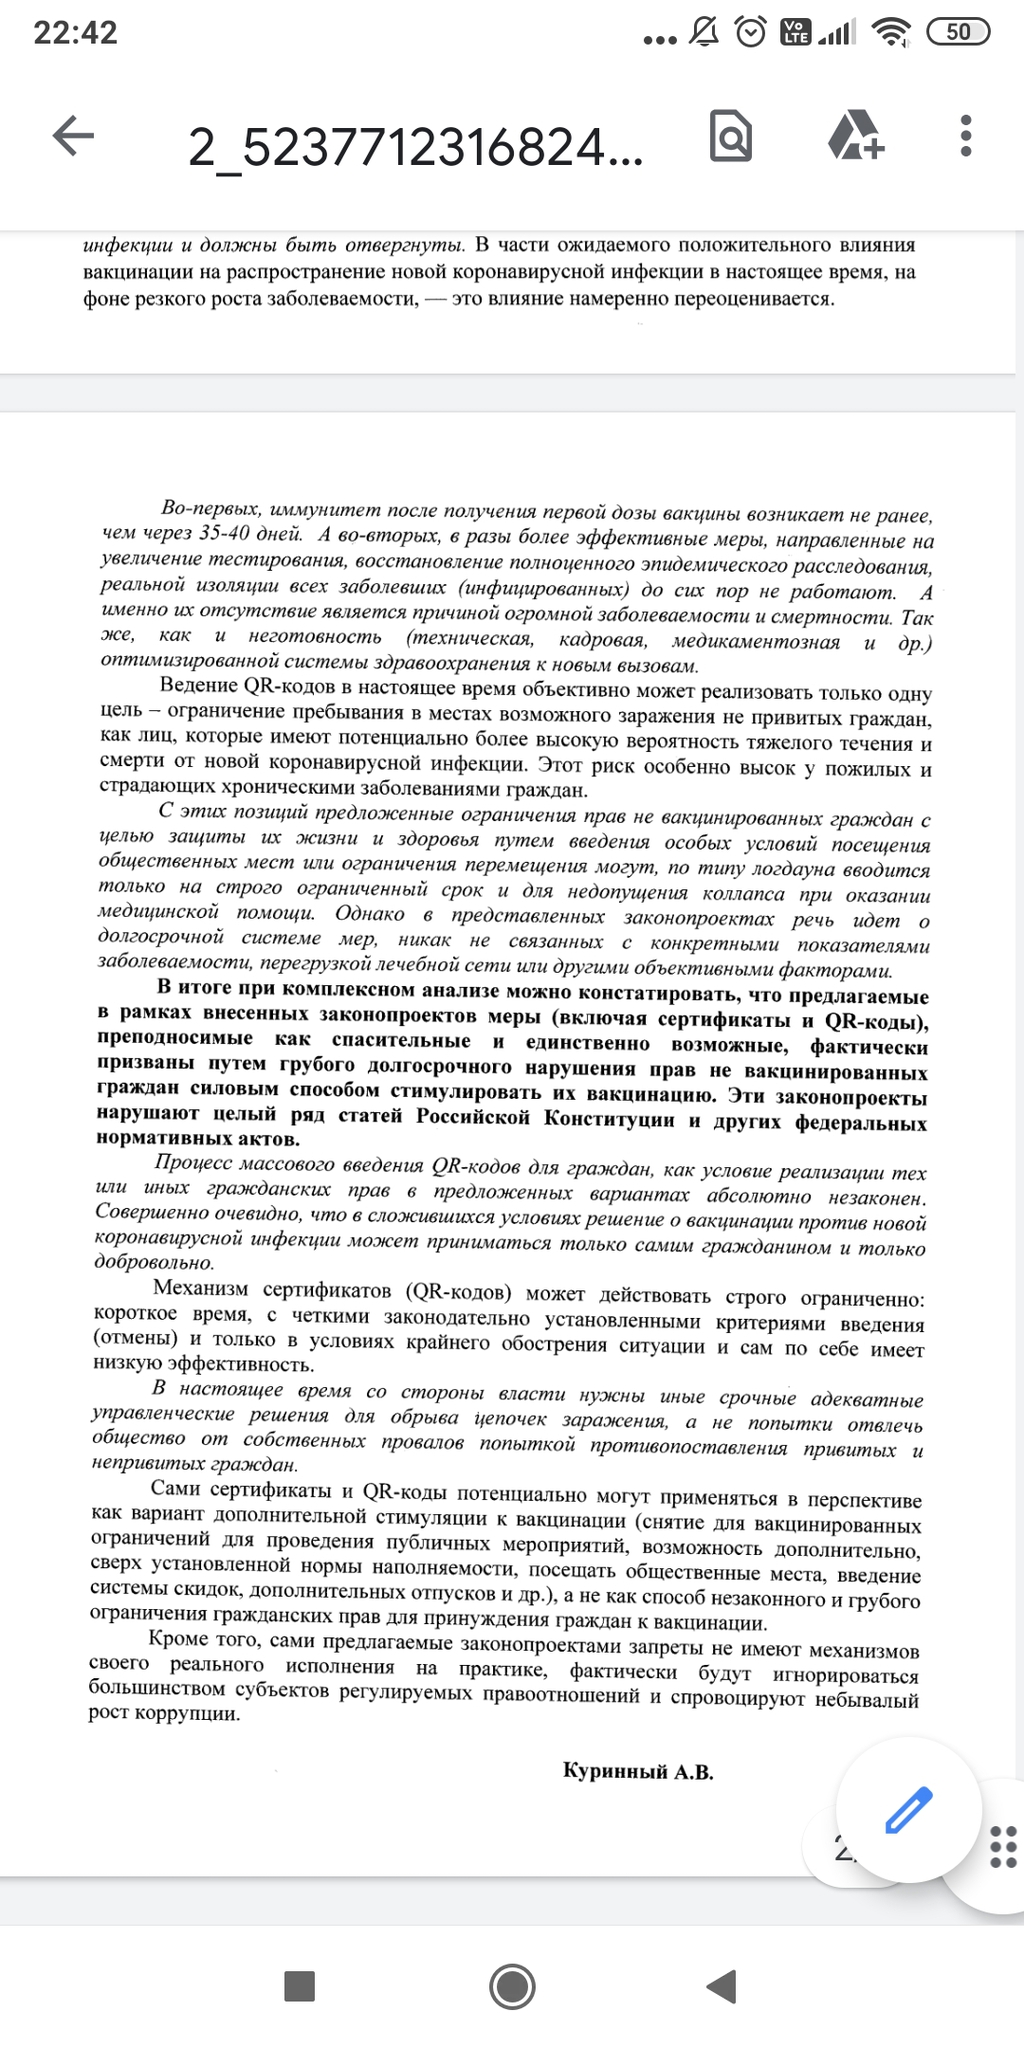 22:42
Vo LTE
50
2_5237712316824...
инфекции и должны быть отвергнуты. В части ожидаемого положительного влияния
вакцинации на распространение новой коронавирусной инфекции в настоящее время, на
фоне резкого роста заболеваемости, — это влияние намеренно переоценивается.
Во-первых, иммунитет после получения первой дозы вакцины возникает не ранее,
чем через 35-40 дней. А во-вторых, в разы более эффективные меры, направленные на
увеличение тестирования, восстановление полноценного эпидемического расследования,
реальной изоляции всех заболевших (инфицированных) до сих пор не работают. А
именно их отсутствие является причиной огромной заболеваемости и смертности. Так
же, как и неготовность (техническая, кадровая, медикаментозная и др.)
оптимизированной системы здравоохранения к новым вызовам.
Ведение QR-кодов в настоящее время объективно может реализовать только одну
цель – ограничение пребывания в местах возможного заражения не привитых граждан,
как лиц, которые имеют потенциально более высокую вероятность тяжелого течения и
смерти от новой коронавирусной инфекции. Этот риск особенно высок у пожилых и
страдающих хроническими заболеваниями граждан.
С этих позиций предложенные ограничения прав не вакцинированных граждан с
целью защиты их жизни и здоровья путем введения особых условий посещения
общественных мест или ограничения перемещения могут, по типу логдауна вводится
только на строго ограниченный срок и для недопущения коллапса при оказании
медицинской помощи. Однако в представленных законопроектах речь идет о
долгосрочной системе мер, никак не связанных с конкретными показателями
заболеваемости, перегрузкой лечебной сети или другими объективными факторами.
В итоге при комплексном анализе можно констатировать, что предлагаемые
в рамках внесенных законопроектов меры (включая сертификаты и QR-коды),
преподносимые как спасительные и единственно возможные, фактически
призваны путем грубого долгосрочного нарушения прав не вакцинированных
граждан силовым способом стимулировать их вакцинацию. Эти законопроекты
нарушают целый ряд статей Российской Конституции и других федеральных
нормативных актов.
Процесс массового введения QR-кодов для граждан, как условие реализации тех
или иных гражданских прав в предложенных вариантах абсолютно незаконен.
Совершенно очевидно, что в сложившихся условиях решение о вакцинации против новой
коронавирусной инфекции может приниматься только самим гражданином и только
добровольно.
Механизм сертификатов (QR-кодов) может действовать строго ограниченно:
короткое время, с четкими законодательно установленными критериями введения
(отмены) и только в условиях крайнего обострения ситуации и сам по себе имеет
низкую эффективность.
В настоящее время со стороны власти нужны иные срочные адекватные
управленческие решения для обрыва цепочек заражения, а не попытки отвлечь
общество от собственных провалов попыткой противопоставления привитых и
непривитых граждан.
Сами сертификаты и QR-коды потенциально могут применяться в перспективе
как вариант дополнительной стимуляции к вакцинации (снятие для вакцинированных
ограничений для проведения публичных мероприятий, возможность дополнительно,
сверх установленной нормы наполняемости, посещать общественные места, введение
системы скидок, дополнительных отпусков и др.), а не как способ незаконного и грубого
ограничения гражданских прав для принуждения граждан к вакцинации.
Кроме того, сами предлагаемые законопроектами запреты не имеют механизмов
своего реального исполнения на практике, фактически будут игнорироваться
большинством субъектов регулируемых правоотношений и спровоцируют небывалый
рост коррупции.
Куринный А.В.